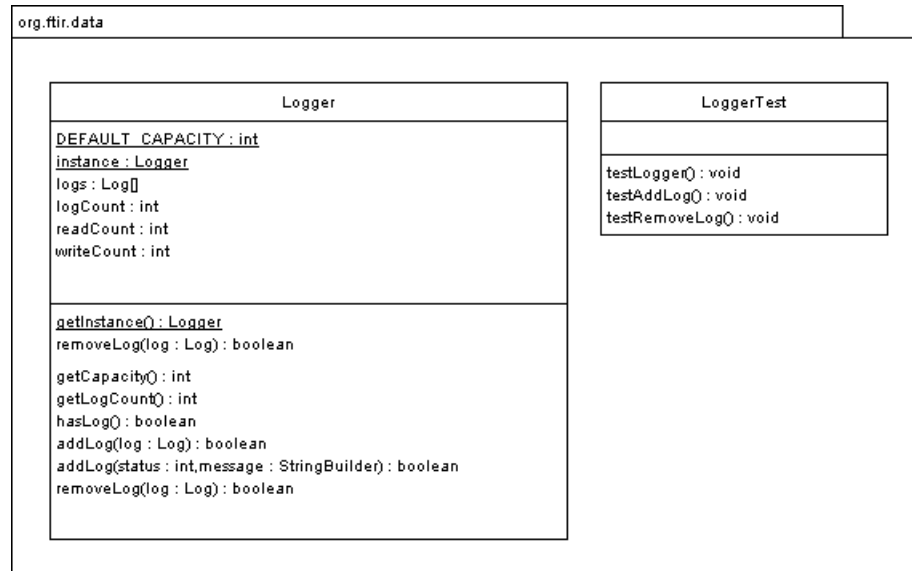 org.ftir.data
Logger
DEFAULT_CAPACITY : int
instance : Logger
logs : Log[]
logCount : int
readCount : int
writeCount : int
getInstance() : Logger
removeLog(log : Log) : boolean
getCapacity() : int
getLogCount() : int
hasLog() : boolean
addLog(log : Log) : boolean
addLog(status : int,message : StringBuilder) : boolean
removeLog(log : Log) : boolean
LoggerTest
testLogger() : void
testAddLog() : void
testRemoveLog() : void